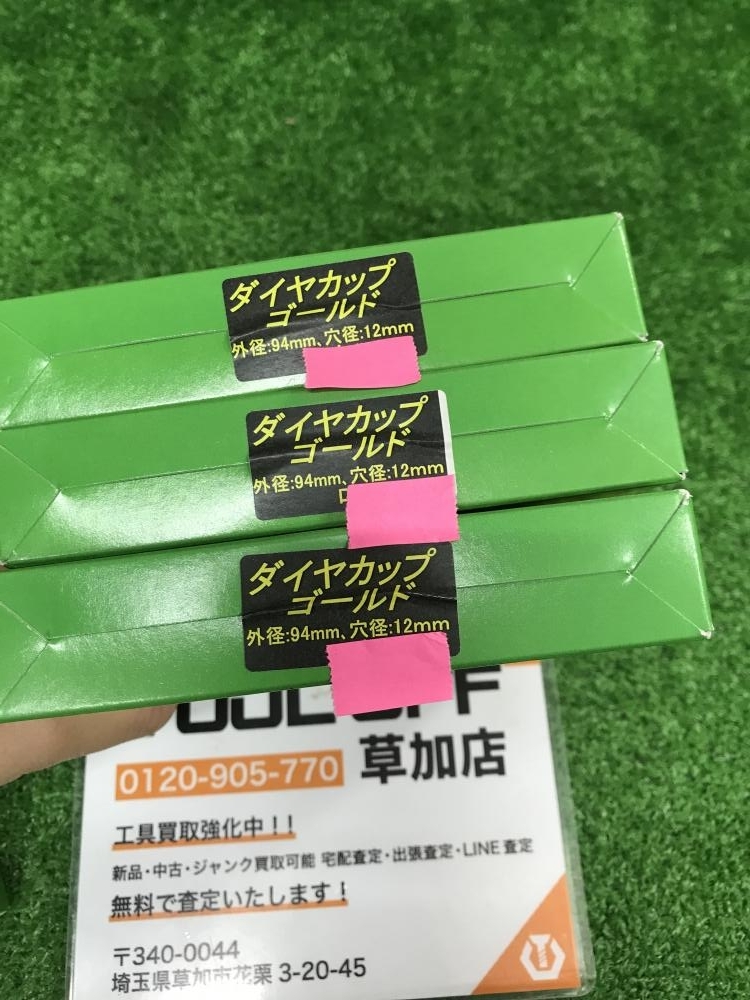 ダイヤカップ
ゴールド
外径:94mm、穴径:12mm
ダイヤカップ
ゴールド
外径:94mm、穴径:12mm
ダイヤカップ
ゴールド
外径:94mm、穴径:12mm
OFF
0120-905-770 草加店
工具買取強化中!!
新品・中古・ジャンク買取可能 宅配査定・出張査定・LINE査定
無料で査定いたします!
〒340-0044
埼玉県草加市花栗 3-20-45